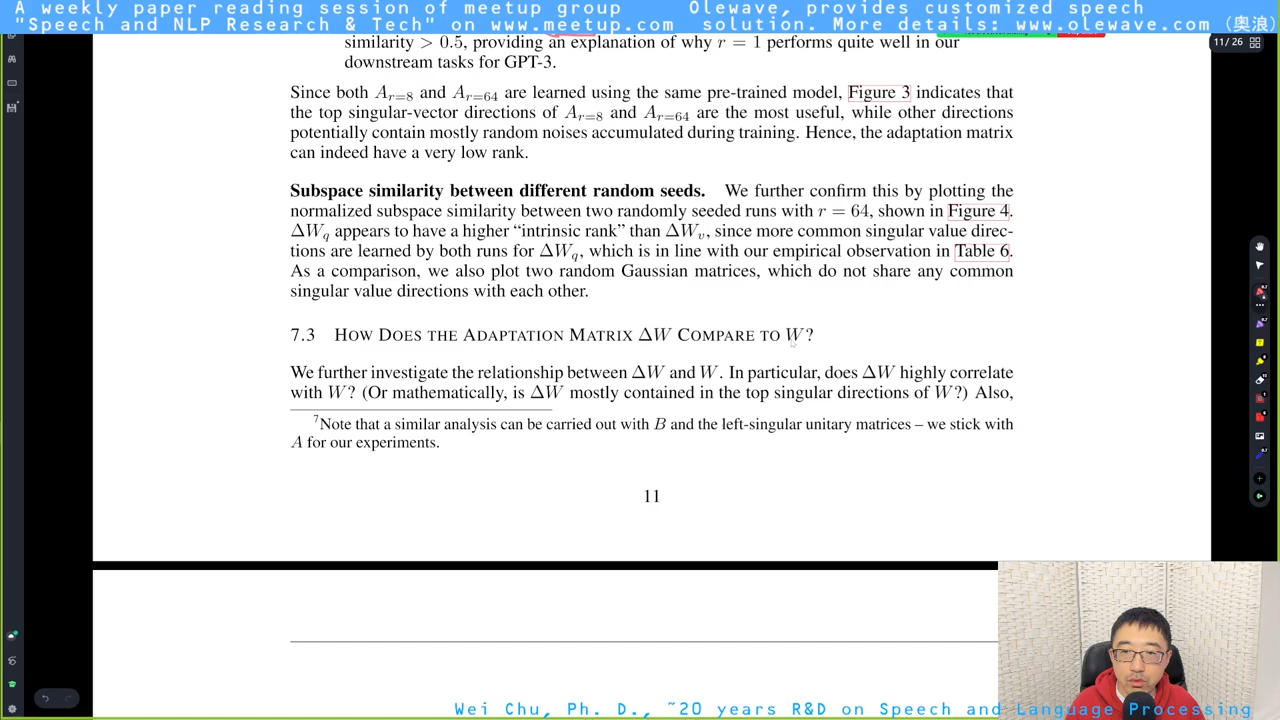 A weekly paper reading session of meetup group
"Speech and NLP Research & Tech" on www.meetup.com
Olewave, provides customized speech
solution. More details: www.olewave.com (奥浪)
11/26
similarity > 0.5, providing an explanation of why r = 1 performs quite well in our
downstream tasks for GPT-3.
Since both A_{r=8} and A_{r=64} are learned using the same pre-trained model, Figure 3 indicates that
the top singular-vector directions of A_{r=8} and A_{r=64} are the most useful, while other directions
potentially contain mostly random noises accumulated during training. Hence, the adaptation matrix
can indeed have a very low rank.
Subspace similarity between different random seeds. We further confirm this by plotting the
normalized subspace similarity between two randomly seeded runs with r = 64, shown in Figure 4.
ΔW_q appears to have a higher “intrinsic rank” than ΔW_v, since more common singular value direc-
tions are learned by both runs for ΔW_q, which is in line with our empirical observation in Table 6.
As a comparison, we also plot two random Gaussian matrices, which do not share any common
singular value directions with each other.
7.3 HOW DOES THE ADAPTATION MATRIX ΔW COMPARE TO W?
We further investigate the relationship between ΔW and W. In particular, does ΔW highly correlate
with W? (Or mathematically, is ΔW mostly contained in the top singular directions of W?) Also,
7 Note that a similar analysis can be carried out with B and the left-singular unitary matrices – we stick with
A for our experiments.
11
Wei Chu, Ph. D., ~20 years R&D on Speech and Language Processing